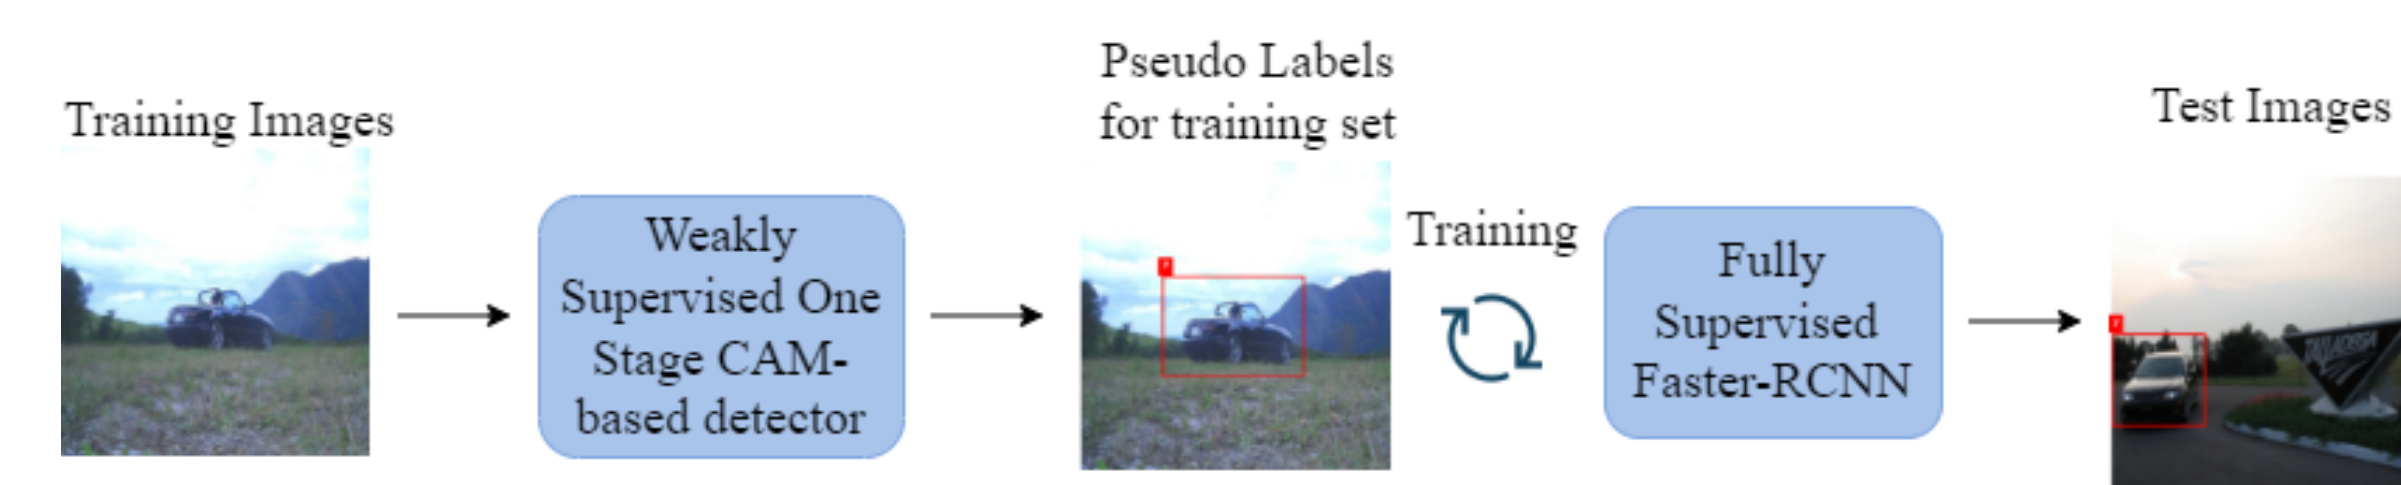 Training Images
Weakly
Supervised One
Stage CAM-
based detector
Pseudo Labels
for training set
Training
Fully
Supervised
Faster-RCNN
Test Images